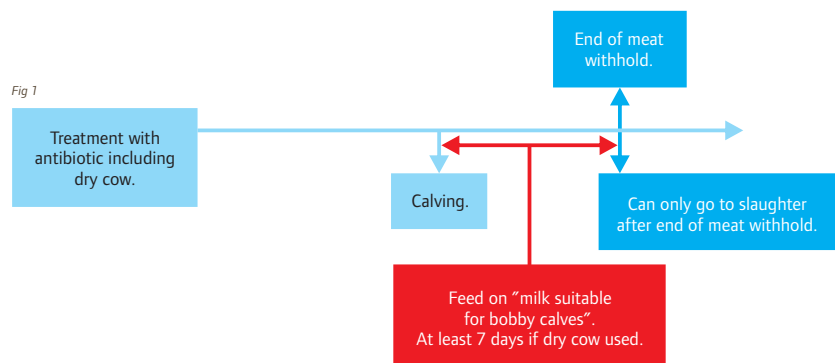 Fig 1
End of meat
withhold.
Treatment with
antibiotic including
dry cow.
Calving.
Can only go to slaughter
after end of meat withhold.
Feed on "milk suitable
for bobby calves".
At least 7 days if dry cow used.